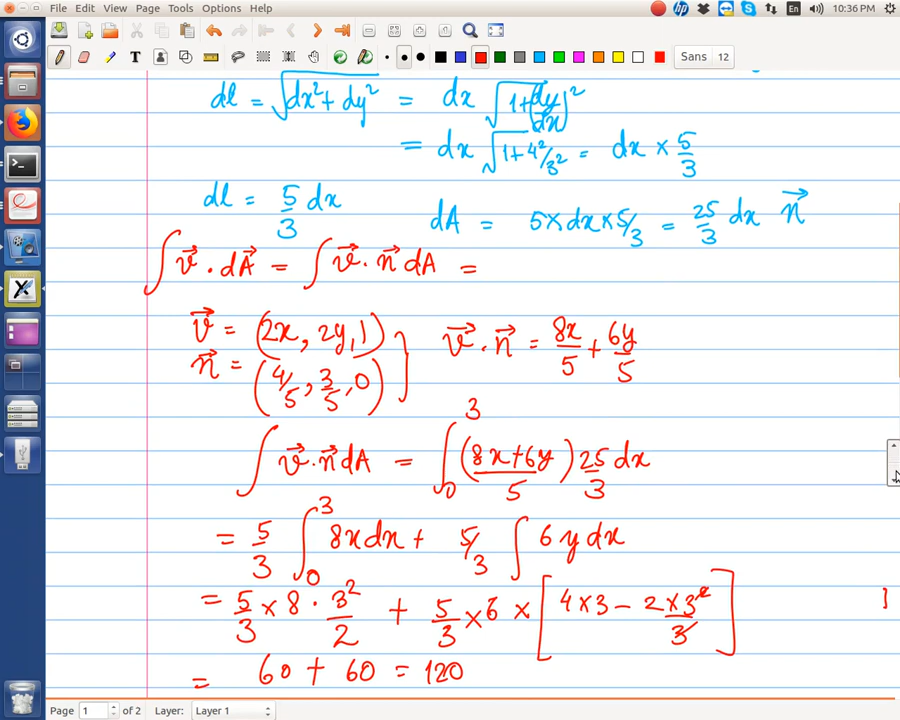 File Edit View Page Tools Options Help En 10:36 PM
Sans 12
dl = √(dx² + dy²) = dx √(1+(dy/dx)²)
= dx √(1+4²/3²) = dx × 5/3
dl = 5/3 dx dA = 5×dx×5/3 = 25/3 dx n⃗
∫ v⃗ · dA⃗ = ∫ v⃗ · n⃗ dA =
v⃗ = (2x, 2y, 1)
n⃗ = (4/5, 3/5, 0)
v⃗ · n⃗ = 8x/5 + 6y/5
∫ v⃗ · n⃗ dA = ∫₀³ (8x+6y)/5 25/3 dx
= 5/3 ∫₀³ 8x dx + 5/3 ∫ 6y dx
= 5/3 × 8 · 3²/2 + 5/3 × 6 × [4×3 − 2×3²/3]
= 60 + 60 = 120
Page 1 of 2 Layer: Layer 1